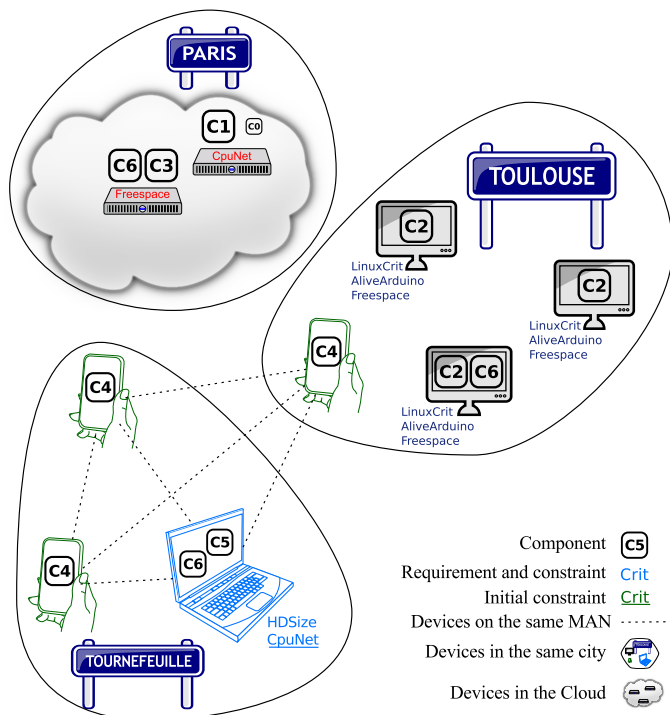 PARIS
C1
C0
CpuNet
C6
C3
Freespace
TOULOUSE
C2
LinuxCrit
AliveArduino
Freespace
C2
LinuxCrit
AliveArduino
Freespace
C4
C2
C6
LinuxCrit
AliveArduino
Freespace
C4
C4
C5
C6
HDSize
CpuNet
TOURNEFEUILLE
Component C5
Requirement and constraint Crit
Initial constraint Crit
Devices on the same MAN
Devices in the same city
Devices in the Cloud